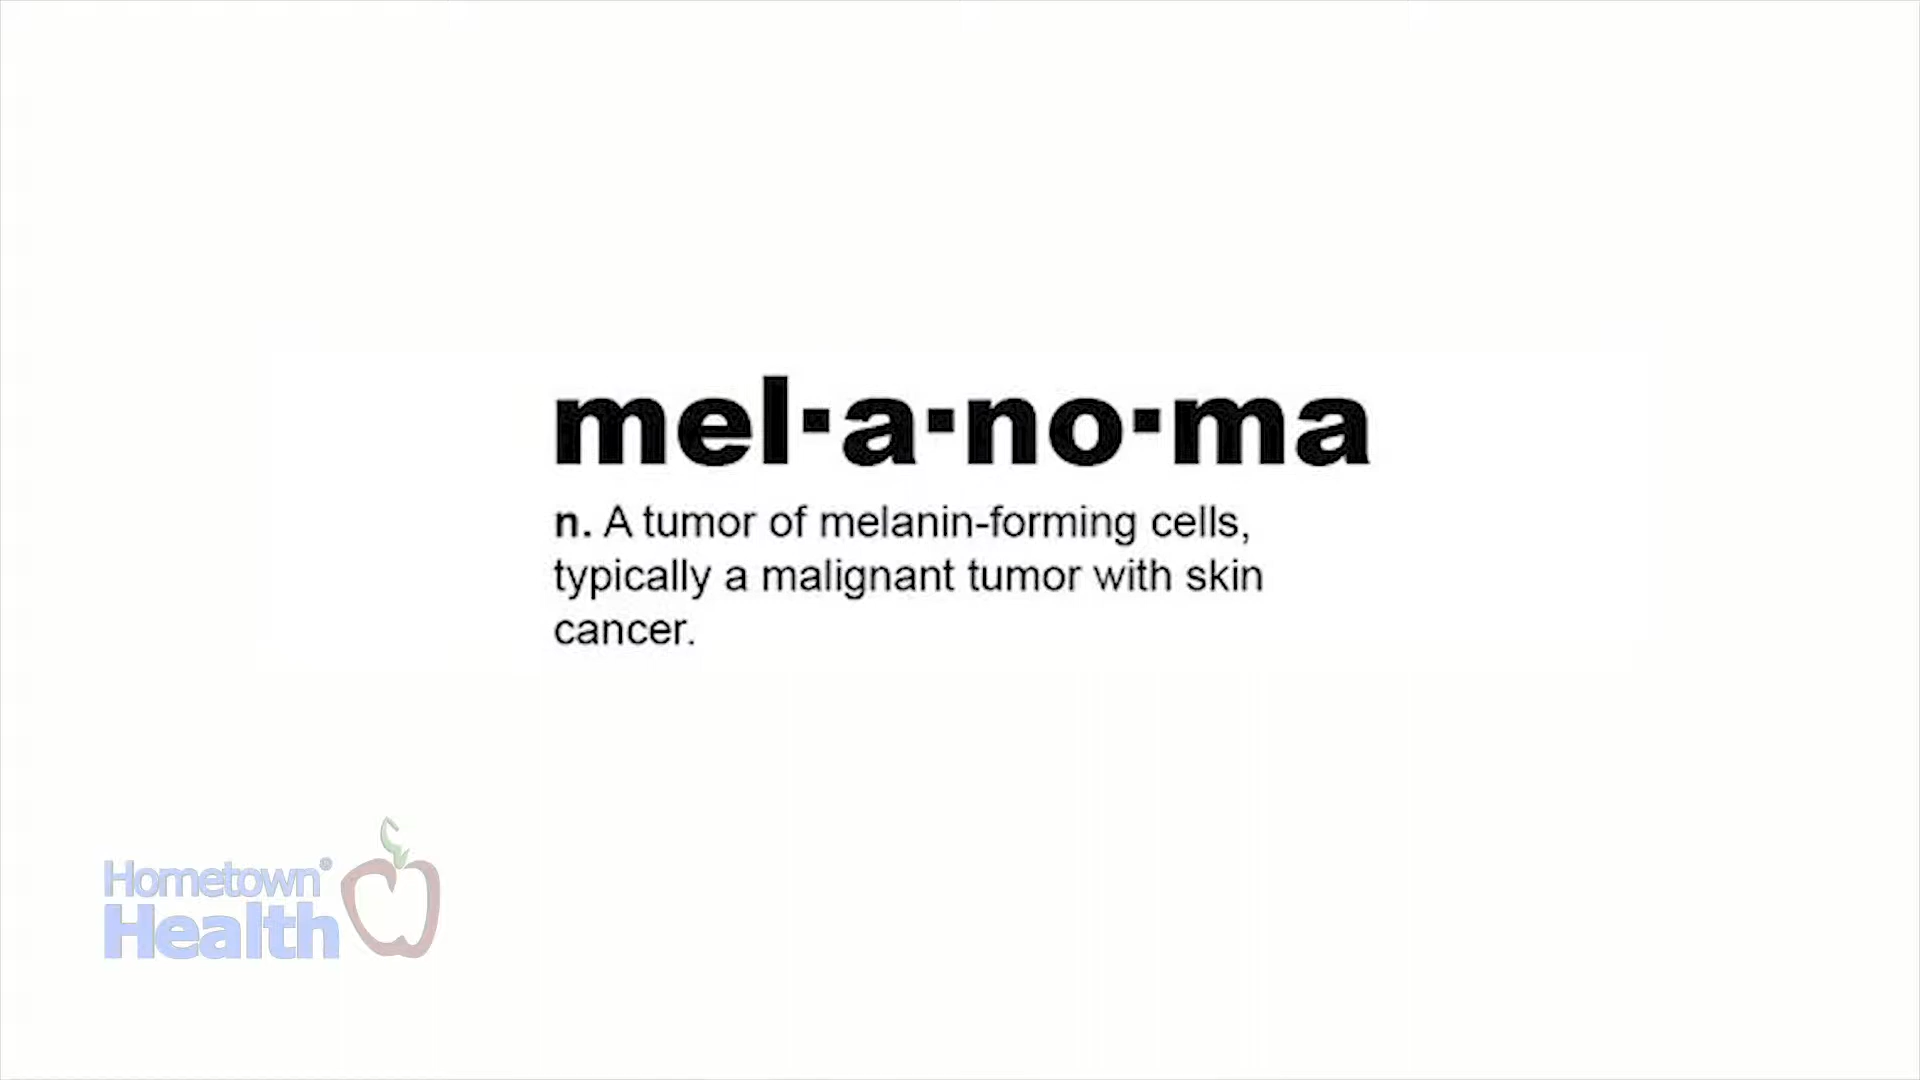 mel·a·no·ma
n. A tumor of melanin-forming cells,
typically a malignant tumor with skin
cancer.
Hometown®
Health